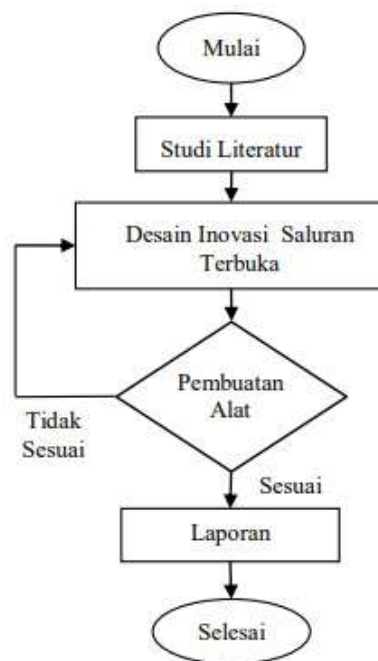 Mulai
Studi Literatur
Desain Inovasi Saluran
Terbuka
Pembuatan
Alat
Tidak
Sesuai
Sesuai
Laporan
Selesai